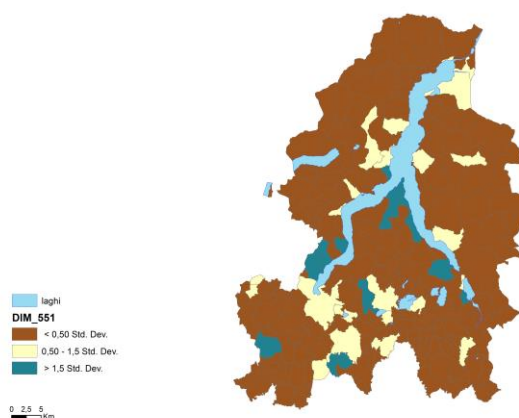 laghi
DIM_551
< 0,50 Std. Dev.
0,50 - 1,5 Std. Dev.
> 1,5 Std. Dev.
0 2,5 5
Km